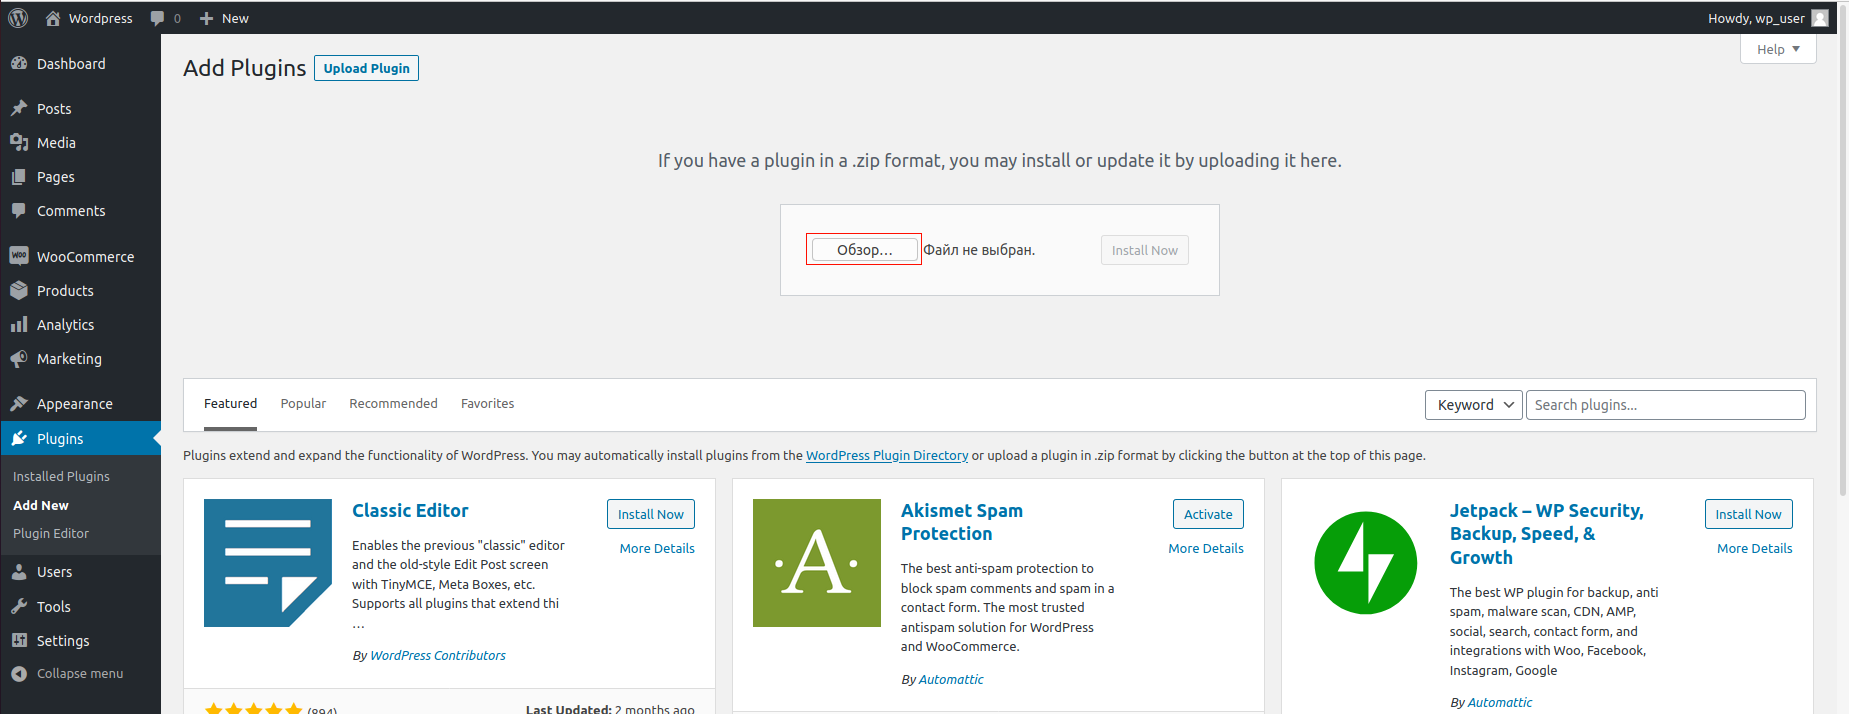 Wordpress 0 New Howdy, wp_user
Help
Dashboard
Posts
Media
Pages
Comments
WOO WooCommerce
Products
Analytics
Marketing
Appearance
Plugins
Installed Plugins
Add New
Plugin Editor
Users
Tools
Settings
Collapse menu
Add Plugins Upload Plugin
If you have a plugin in a .zip format, you may install or update it by uploading it here.
Обзор... Файл не выбран. Install Now
Featured Popular Recommended Favorites Keyword Search plugins...
Plugins extend and expand the functionality of WordPress. You may automatically install plugins from the WordPress Plugin Directory or upload a plugin in .zip format by clicking the button at the top of this page.
Classic Editor
Install Now
More Details
Enables the previous "classic" editor
and the old-style Edit Post screen
with TinyMCE, Meta Boxes, etc.
Supports all plugins that extend thi
…
By WordPress Contributors
(894)
Last Updated: 2 months ago
A
Akismet Spam
Protection
Activate
More Details
The best anti-spam protection to
block spam comments and spam in a
contact form. The most trusted
antispam solution for WordPress
and WooCommerce.
By Automattic
Jetpack – WP Security,
Backup, Speed, &
Growth
Install Now
More Details
The best WP plugin for backup, anti
spam, malware scan, CDN, AMP,
social, search, contact form, and
integrations with Woo, Facebook,
Instagram, Google
By Automattic